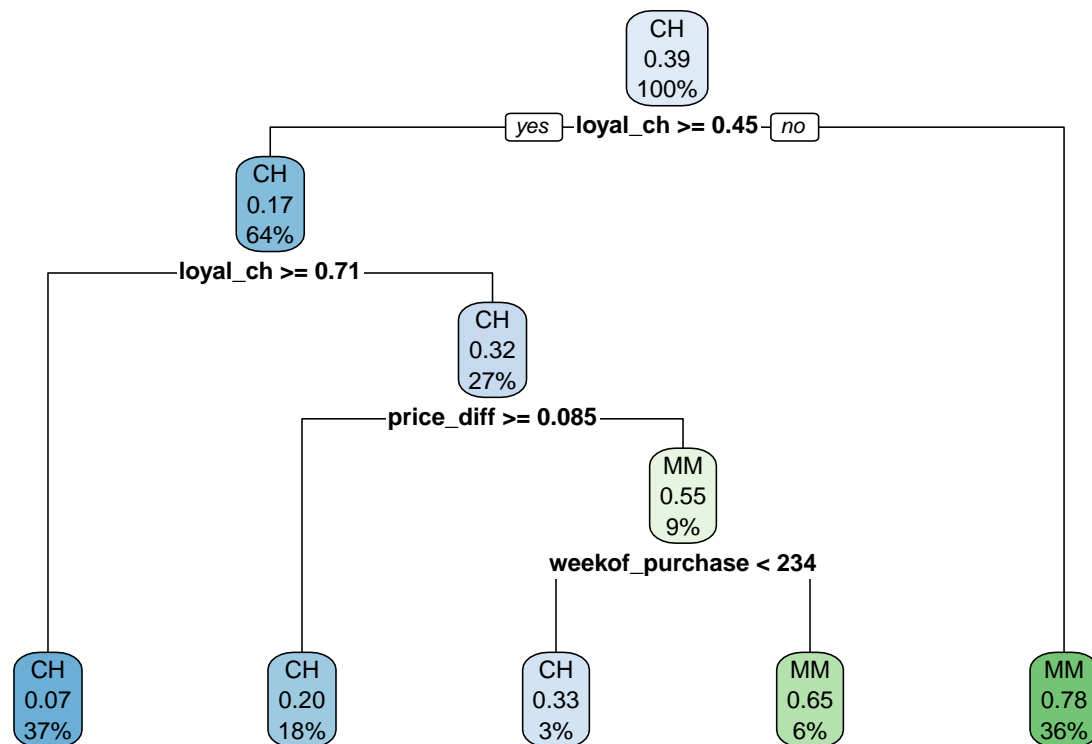 CH
0.39
100%
yes loyal_ch >= 0.45 no
CH
0.17
64%
loyal_ch >= 0.71
CH
0.32
27%
price_diff >= 0.085
MM
0.55
9%
weekof_purchase < 234
CH
0.07
37%
CH
0.20
18%
CH
0.33
3%
MM
0.65
6%
MM
0.78
36%